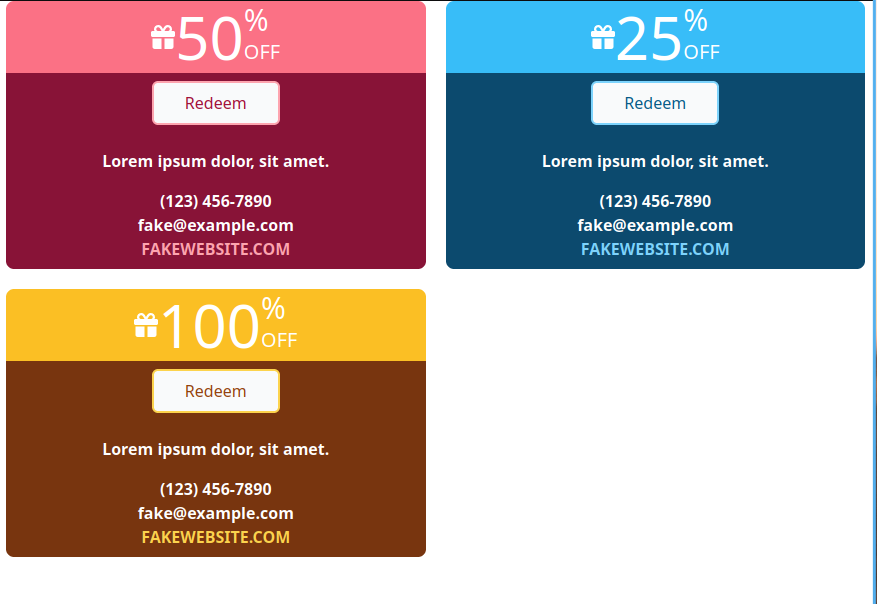 50% OFF
Redeem
Lorem ipsum dolor, sit amet.
(123) 456-7890
fake@example.com
FAKEWEBSITE.COM
25% OFF
Redeem
Lorem ipsum dolor, sit amet.
(123) 456-7890
fake@example.com
FAKEWEBSITE.COM
100% OFF
Redeem
Lorem ipsum dolor, sit amet.
(123) 456-7890
fake@example.com
FAKEWEBSITE.COM